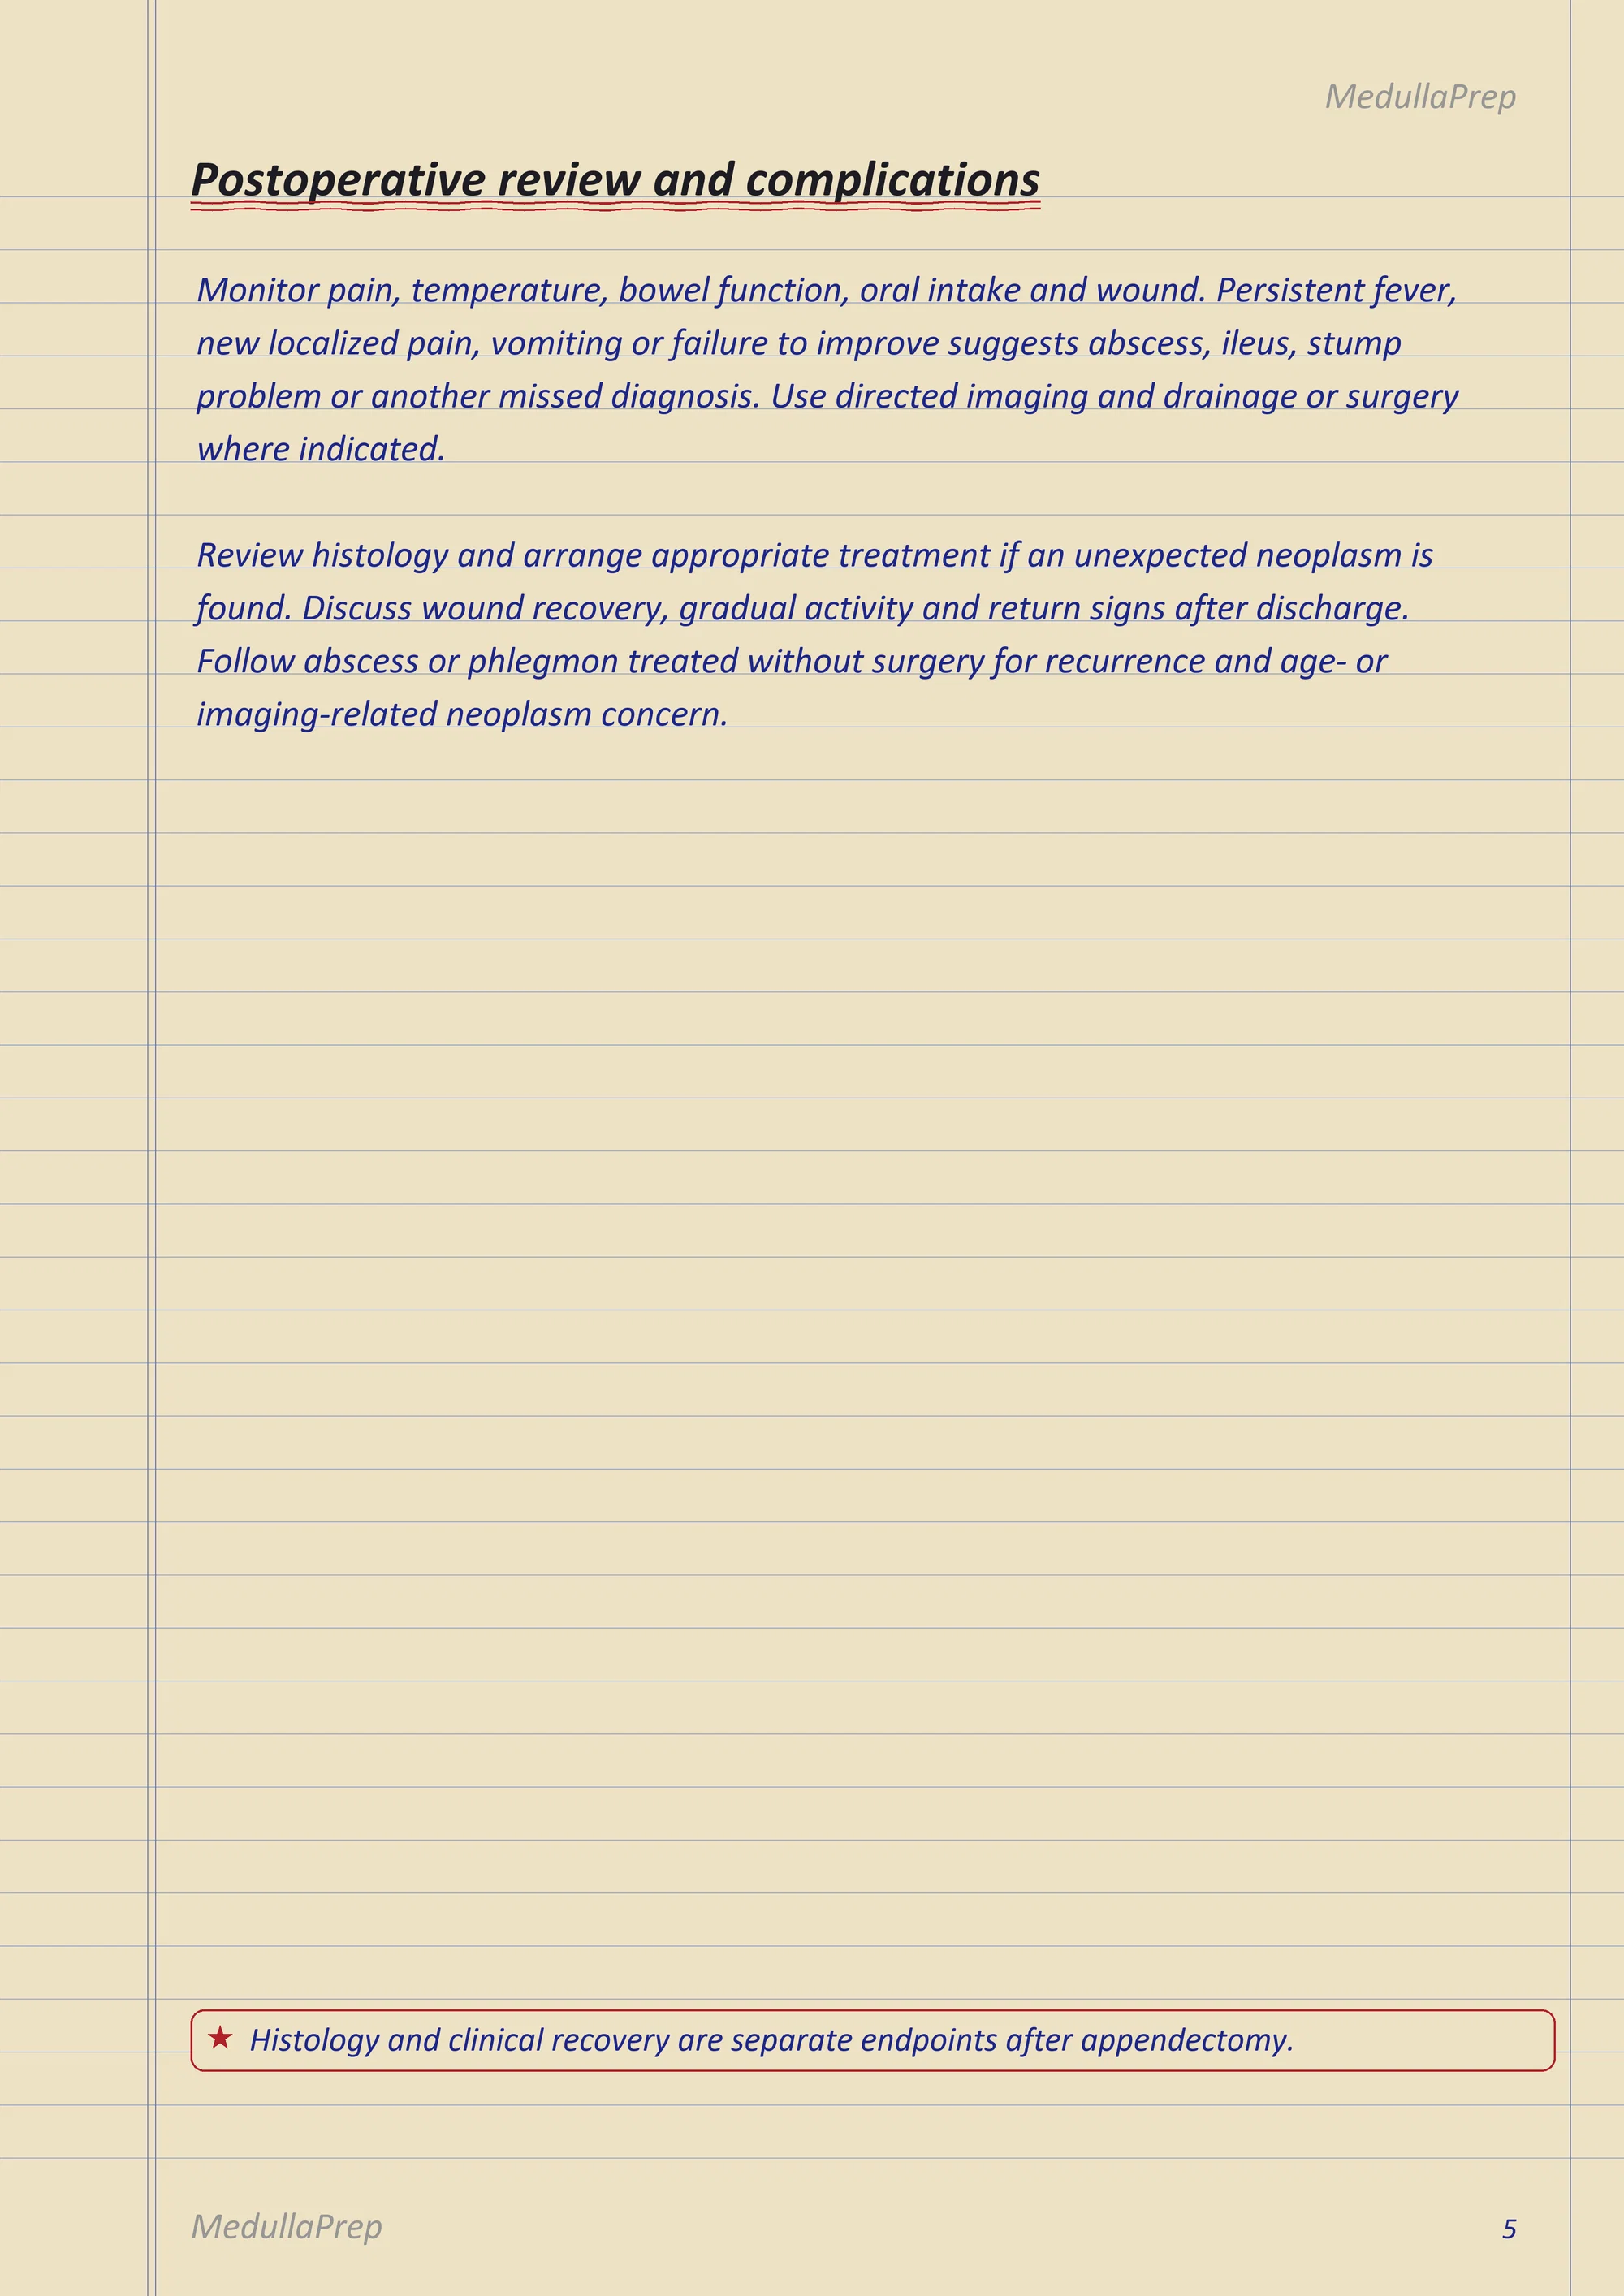 MedullaPrep
Postoperative review and complications
Monitor pain, temperature, bowel function, oral intake and wound. Persistent fever,
new localized pain, vomiting or failure to improve suggests abscess, ileus, stump
problem or another missed diagnosis. Use directed imaging and drainage or surgery
where indicated.
Review histology and arrange appropriate treatment if an unexpected neoplasm is
found. Discuss wound recovery, gradual activity and return signs after discharge.
Follow abscess or phlegmon treated without surgery for recurrence and age- or
imaging-related neoplasm concern.
★ Histology and clinical recovery are separate endpoints after appendectomy.
MedullaPrep
5